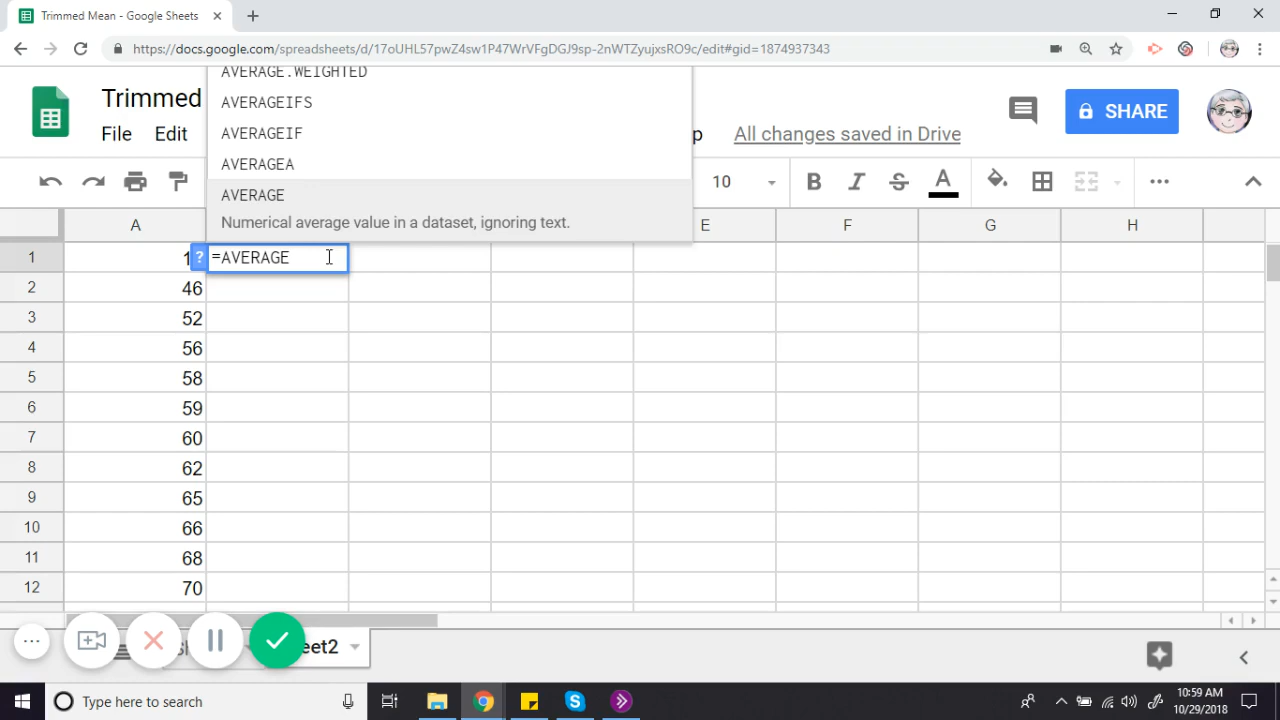 Trimmed Mean - Google Sheets
https://docs.google.com/spreadsheets/d/17oUHL57pwZ4sw1P47WrVFgDGJ9sp-2nWTZyujxsRO9c/edit#gid=1874937343
AVERAGE.WEIGHTED
Trimmed
AVERAGEIFS
SHARE
File Edit
AVERAGEIF
p All changes saved in Drive
AVERAGEA
10 B I S A
AVERAGE
Numerical average value in a dataset, ignoring text.
A E F G H
1 1 ? =AVERAGE
2 46
3 52
4 56
5 58
6 59
7 60
8 62
9 65
10 66
11 68
12 70
eet2
Type here to search
10:59 AM
10/29/2018